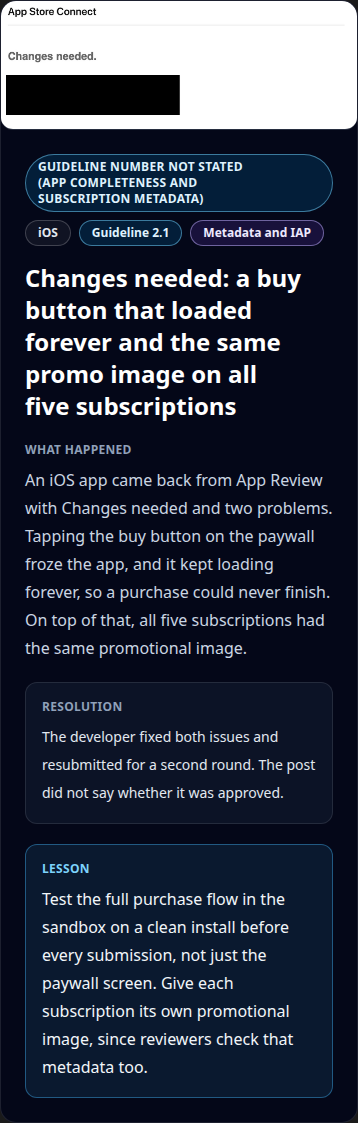 App Store Connect
Changes needed.
GUIDELINE NUMBER NOT STATED
(APP COMPLETENESS AND
SUBSCRIPTION METADATA)
iOS
Guideline 2.1
Metadata and IAP
Changes needed: a buy
button that loaded
forever and the same
promo image on all
five subscriptions
WHAT HAPPENED
An iOS app came back from App Review
with Changes needed and two problems.
Tapping the buy button on the paywall
froze the app, and it kept loading
forever, so a purchase could never finish.
On top of that, all five subscriptions had
the same promotional image.
RESOLUTION
The developer fixed both issues and
resubmitted for a second round. The post
did not say whether it was approved.
LESSON
Test the full purchase flow in the
sandbox on a clean install before
every submission, not just the
paywall screen. Give each
subscription its own promotional
image, since reviewers check that
metadata too.